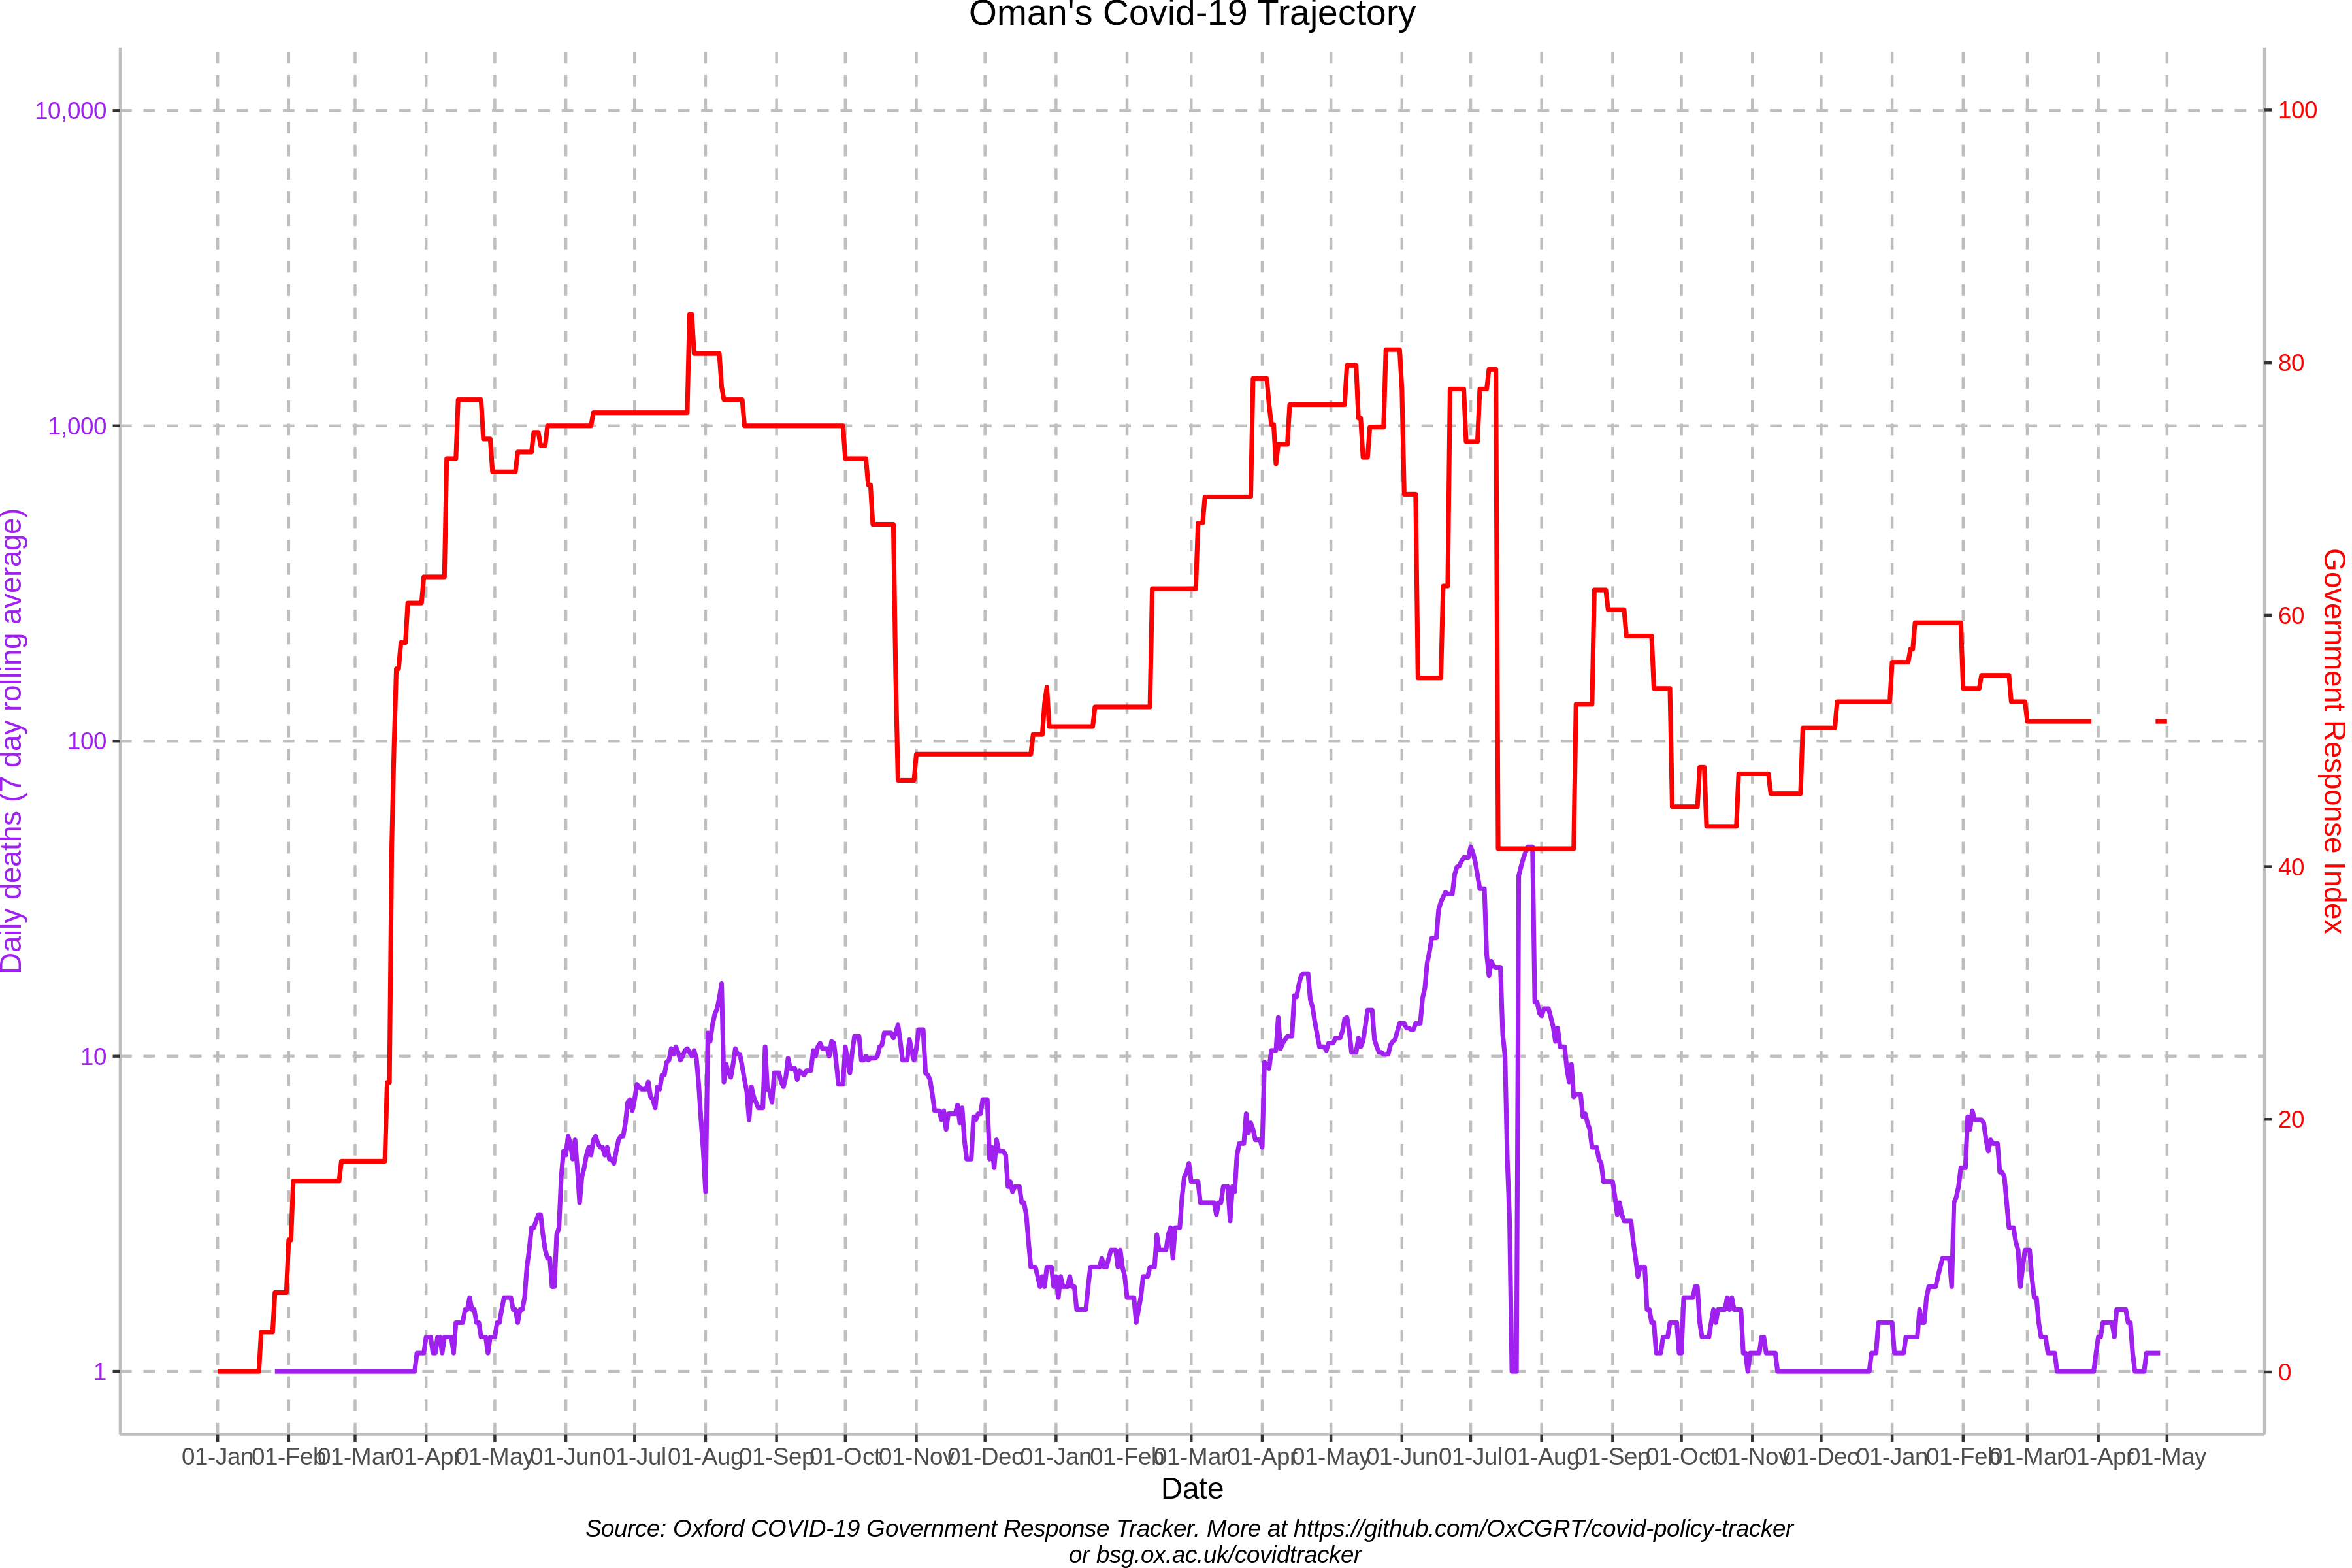 Oman's Covid-19 Trajectory
10,000
1,000
100
10
1
Daily deaths (7 day rolling average)
100
80
60
40
20
0
Government Response Index
01-Jan 01-Feb 01-Mar 01-Apr 01-May 01-Jun 01-Jul 01-Aug 01-Sep 01-Oct 01-Nov 01-Dec 01-Jan 01-Feb 01-Mar 01-Apr 01-May 01-Jun 01-Jul 01-Aug 01-Sep 01-Oct 01-Nov 01-Dec 01-Jan 01-Feb 01-Mar 01-Apr 01-May
Date
Source: Oxford COVID-19 Government Response Tracker. More at https://github.com/OxCGRT/covid-policy-tracker
or bsg.ox.ac.uk/covidtracker